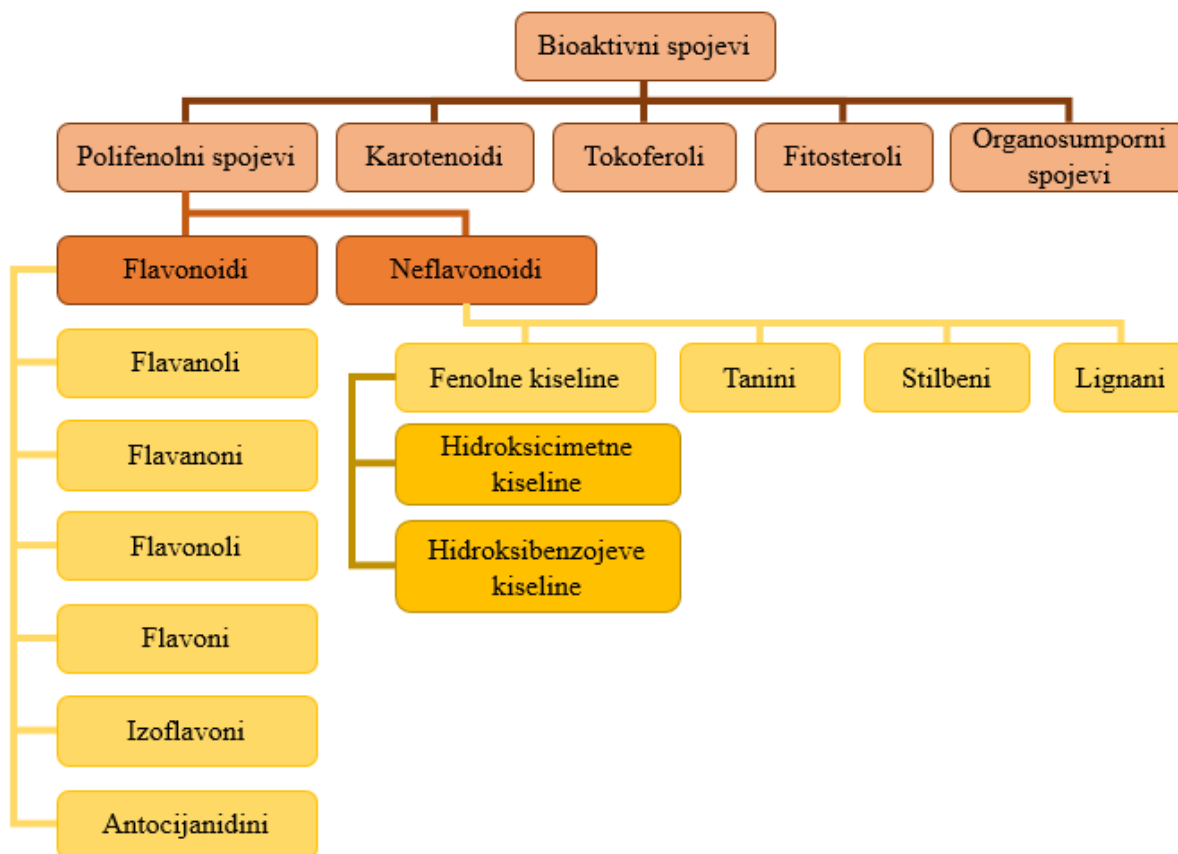 Bioaktivni spojevi
Polifenolni spojevi
Karotenoidi
Tokoferoli
Fitosteroli
Organosumporni
spojevi
Flavonoidi
Neflavonoidi
Flavanoli
Flavanoni
Flavonoli
Flavoni
Izoflavoni
Antocijanidini
Fenolne kiseline
Tanini
Stilbeni
Lignani
Hidroksicimetne
kiseline
Hidroksibenzojeve
kiseline